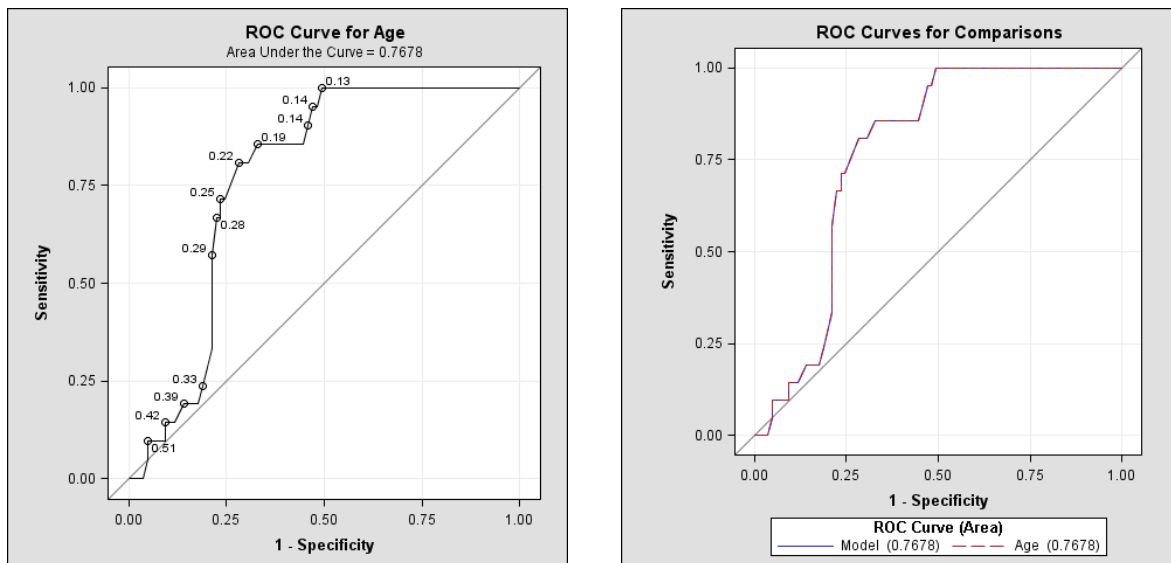 ROC Curve for Age
Area Under the Curve = 0.7678
1.00
0.75
0.50
0.25
0.00
Sensitivity
0.13
0.14
0.14
0.19
0.22
0.25
0.28
0.29
0.33
0.39
0.42
0.51
0.00 0.25 0.50 0.75 1.00
1 - Specificity
ROC Curves for Comparisons
1.00
0.75
0.50
0.25
0.00
Sensitivity
0.00 0.25 0.50 0.75 1.00
1 - Specificity
ROC Curve (Area)
Model (0.7678) Age (0.7678)